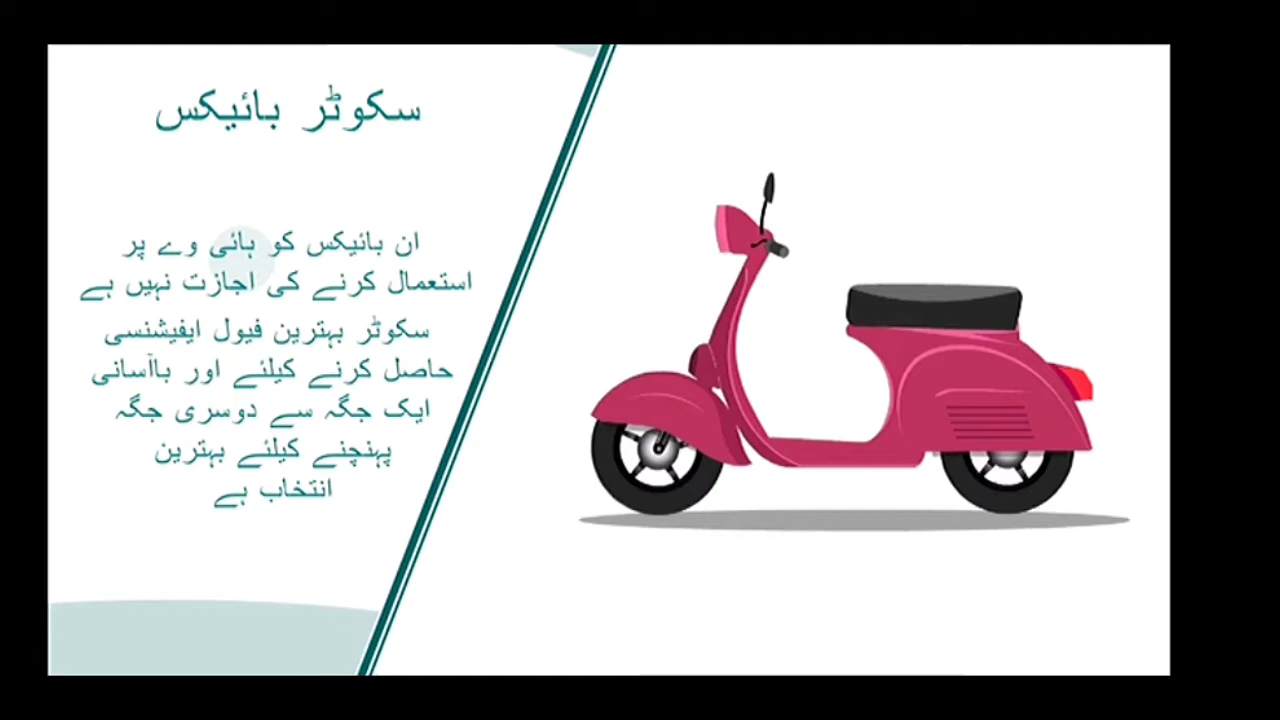 سکوٹر بائیکس
ان بائیکس کو ہائی وے پر
استعمال کرنے کی اجازت نہیں ہے
سکوٹر بہترین فیول ایفیشنسی
حاصل کرنے کیلئے اور باآسانی
ایک جگہ سے دوسری جگہ
پہنچنے کیلئے بہترین
انتخاب ہے